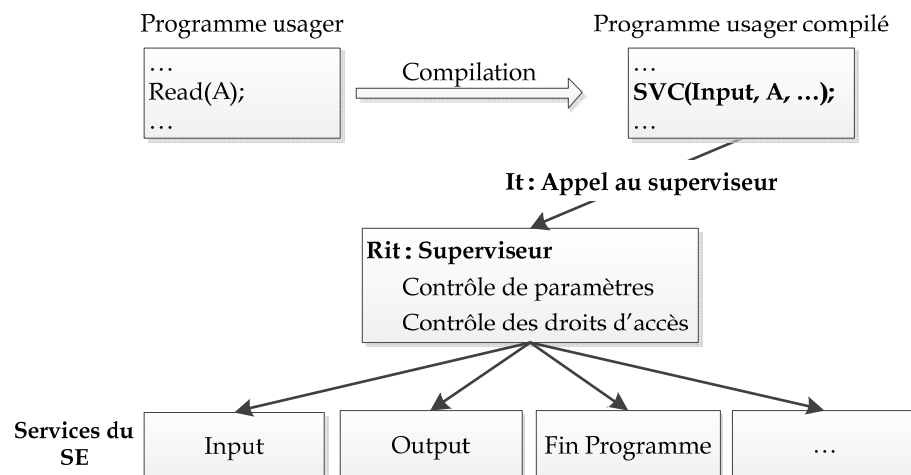 Programme usager
Programme usager compilé
…
Read(A);
…
Compilation
…
SVC(Input, A, …);
…
It : Appel au superviseur
Rit : Superviseur
Contrôle de paramètres
Contrôle des droits d’accès
Services du
SE
Input
Output
Fin Programme
…